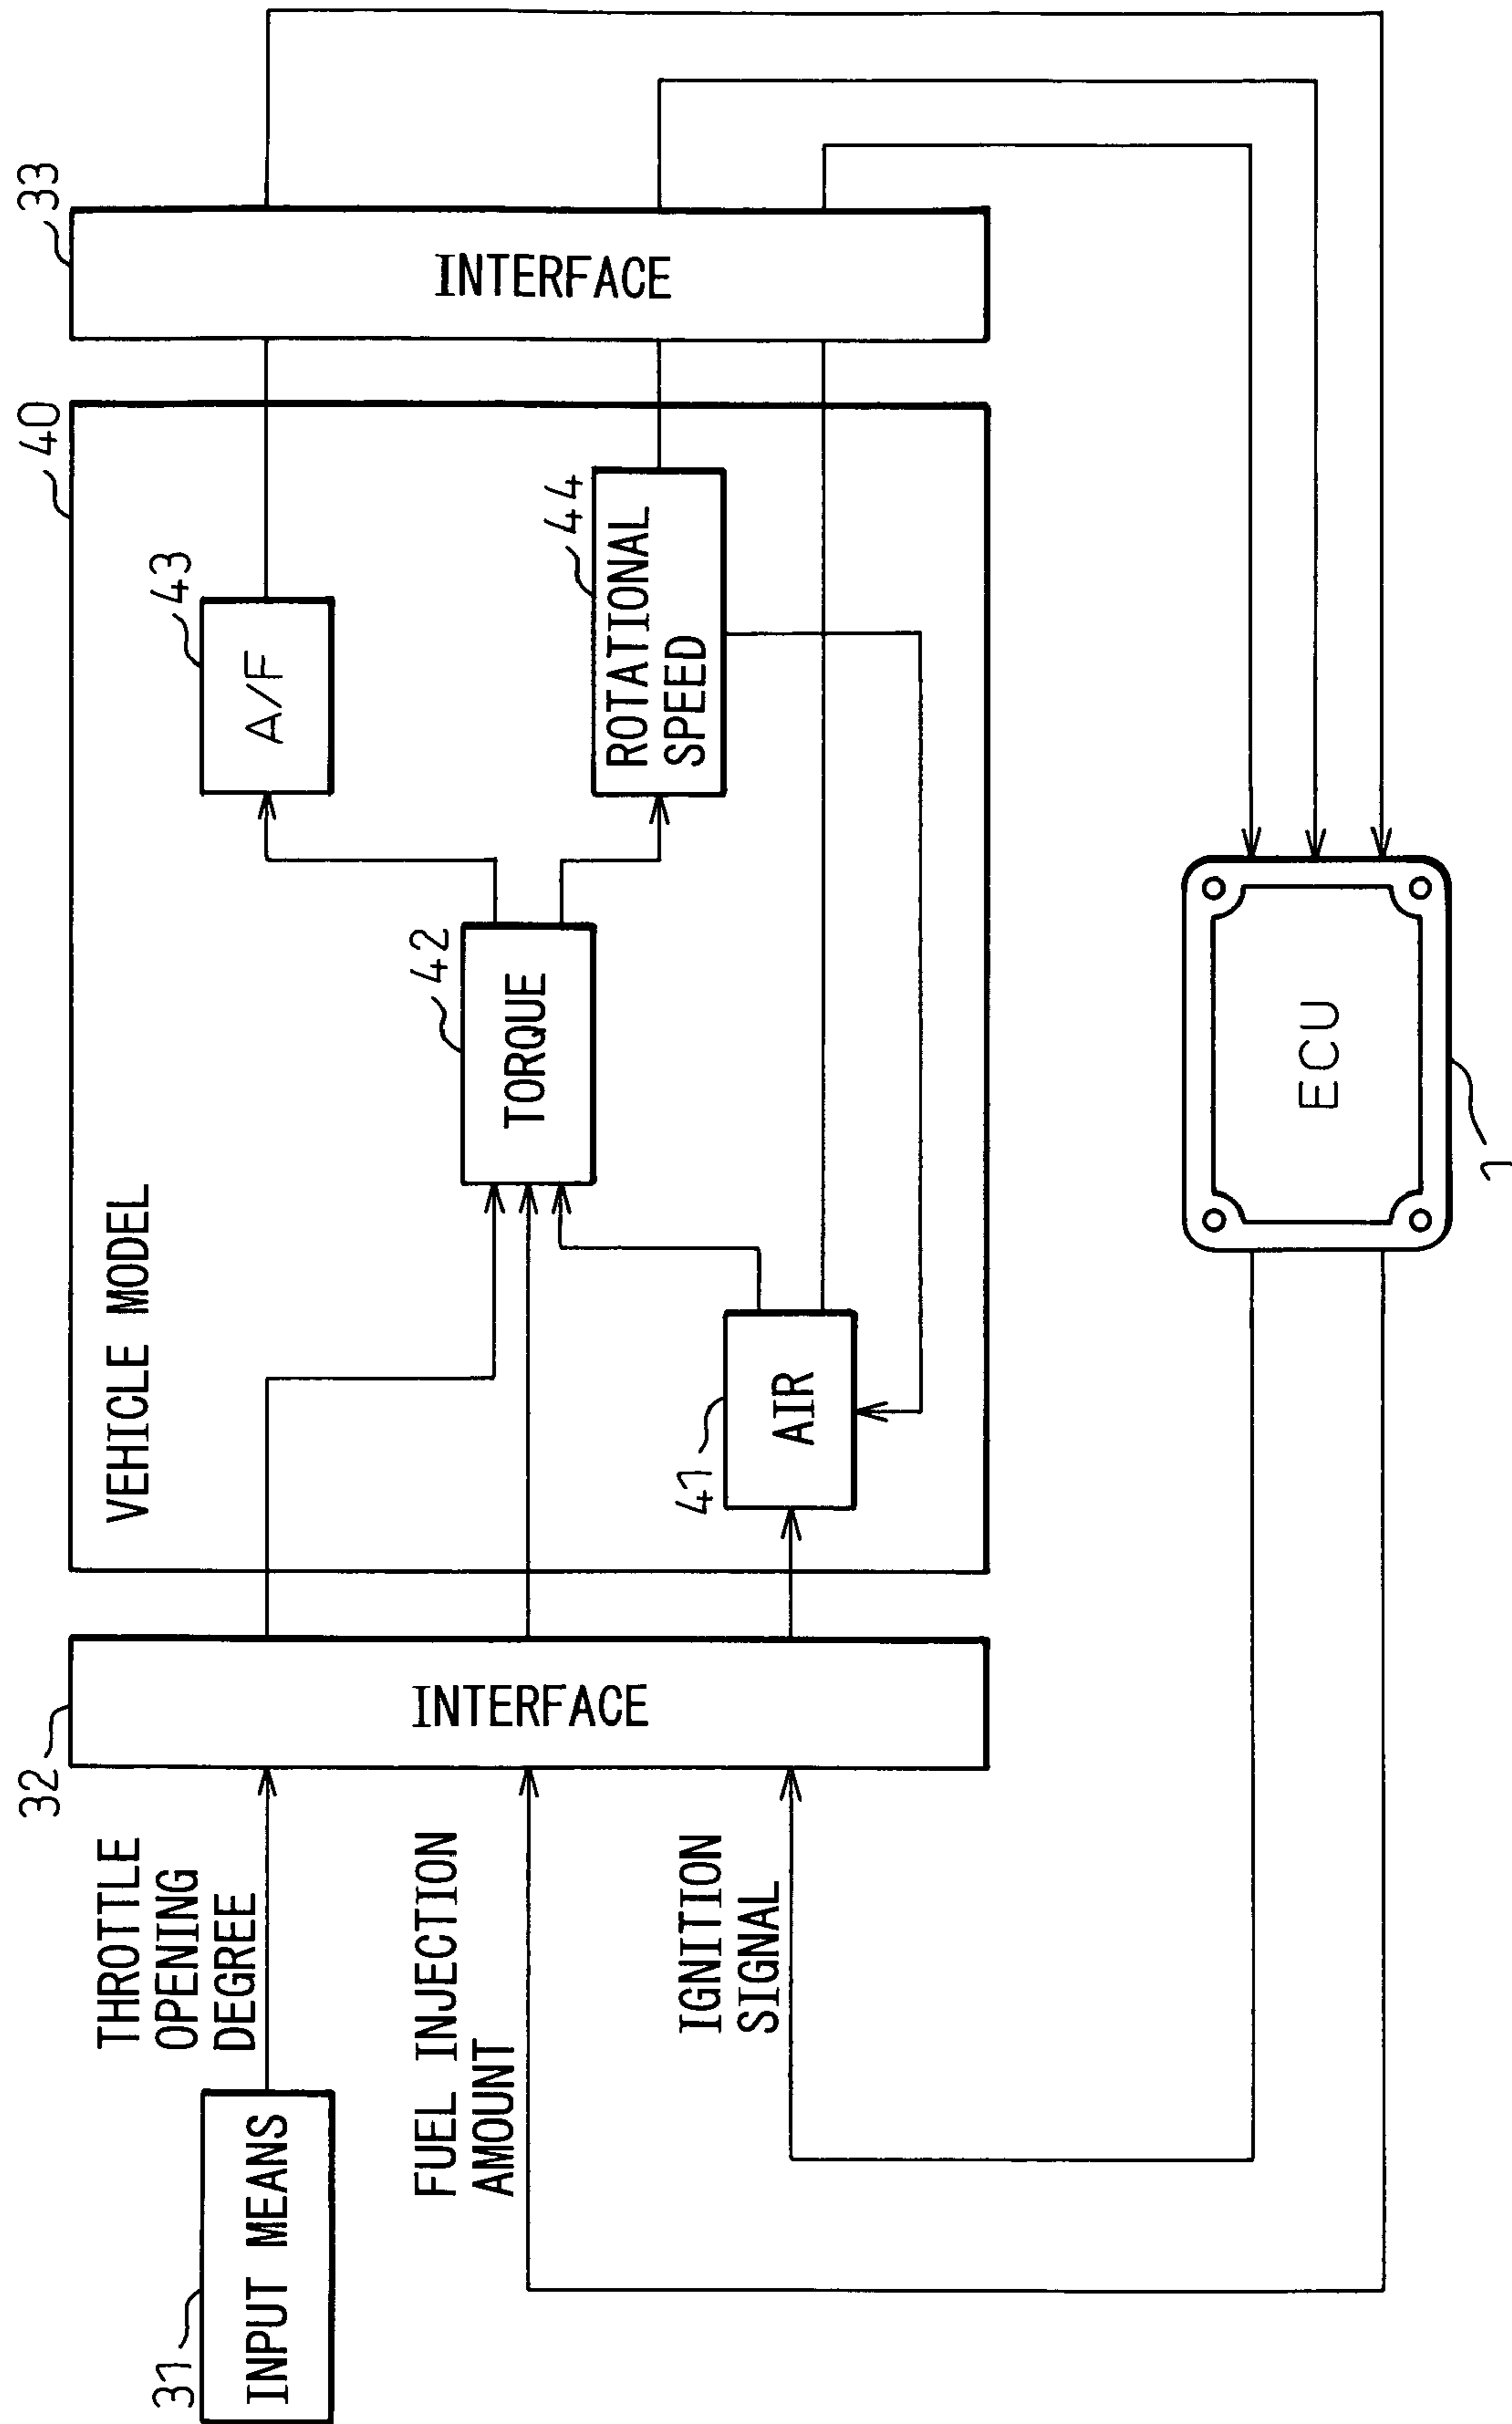 31
INPUT MEANS
THROTTLE
OPENING
DEGREE
FUEL INJECTION
AMOUNT
IGNITION
SIGNAL
32
INTERFACE
VEHICLE MODEL
40
41
AIR
42
TORQUE
43
A/F
44
ROTATIONAL
SPEED
33
INTERFACE
ECU
1